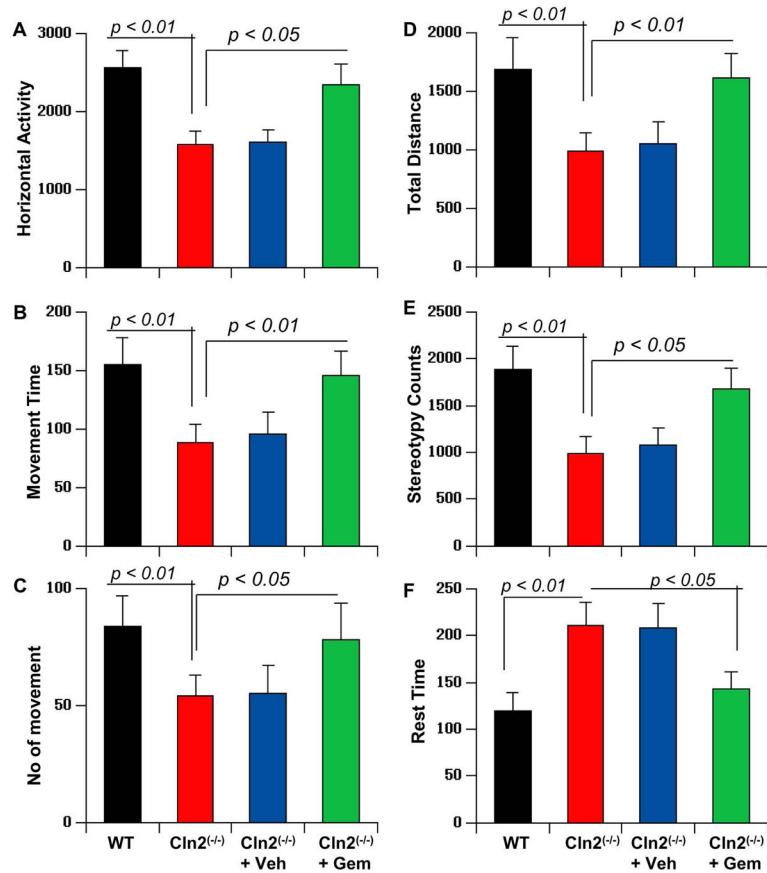 A
p < 0.01
p < 0.05
3000
2000
1000
0
Horizontal Activity
D
p < 0.01
p < 0.01
2000
1500
1000
500
0
Total Distance
B
p < 0.01
p < 0.01
200
150
100
50
0
Movement Time
E
p < 0.01
p < 0.05
2500
2000
1500
1000
500
0
Stereotypy Counts
C
p < 0.01
p < 0.05
100
50
0
No of movement
WT
Cln2(-/-)
Cln2(-/-)
+ Veh
Cln2(-/-)
+ Gem
F
p < 0.01
p < 0.05
250
200
150
100
50
0
Rest Time
WT
Cln2(-/-)
Cln2(-/-)
+ Veh
Cln2(-/-)
+ Gem